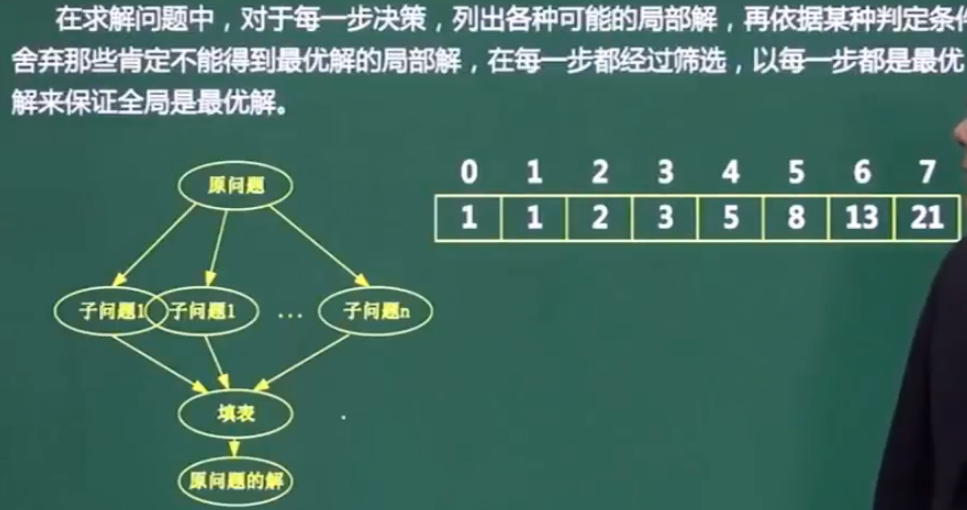 在求解问题中，对于每一步决策，列出各种可能的局部解，再依据某种判定条件
舍弃那些肯定不能得到最优解的局部解，在每一步都经过筛选，以每一步都是最优
解来保证全局是最优解。
0 1 2 3 4 5 6 7
1 1 2 3 5 8 13 21
原问题
子问题1 子问题1 ... 子问题n
填表
原问题的解